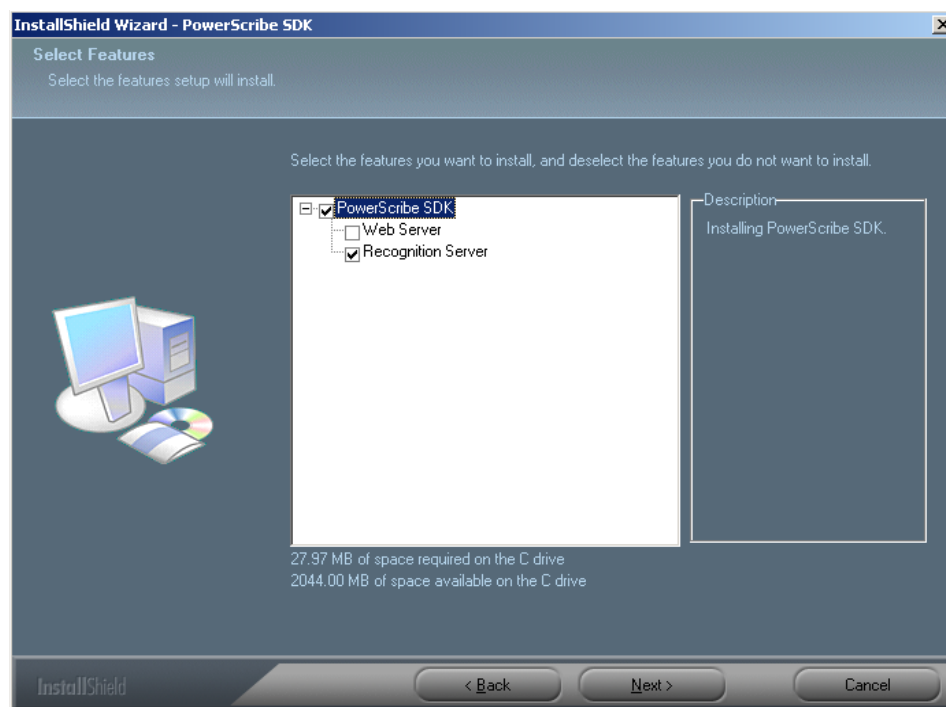 InstallShield Wizard - PowerScribe SDK
Select Features
Select the features setup will install.
Select the features you want to install, and deselect the features you do not want to install.
PowerScribe SDK
Web Server
Recognition Server
Description
Installing PowerScribe SDK.
27.97 MB of space required on the C drive
2044.00 MB of space available on the C drive
InstallShield
< Back
Next >
Cancel